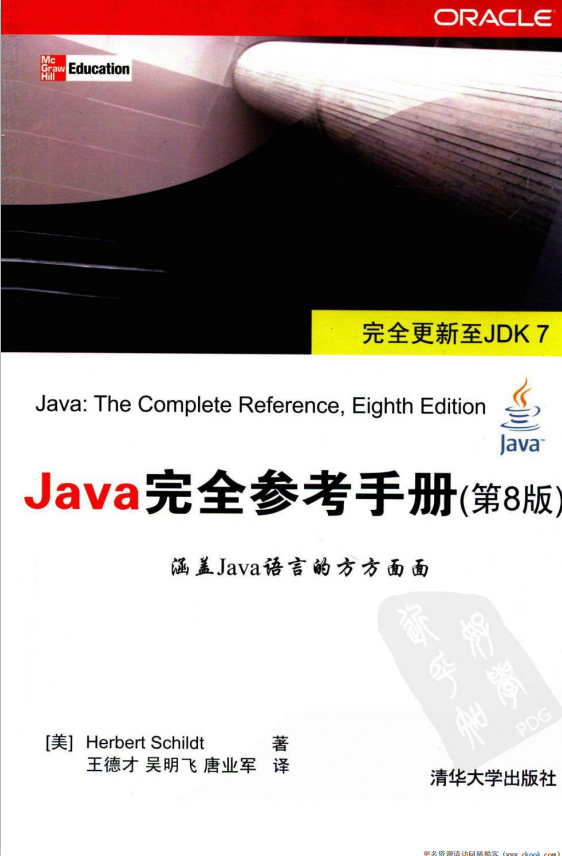 ORACLE
Mc
Graw
Hill
Education
完全更新至JDK 7
Java: The Complete Reference, Eighth Edition
Java
Java完全参考手册(第8版)
涵盖Java语言的方方面面
[美] Herbert Schildt 著
王德才 吴明飞 唐业军 译
PDG
清华大学出版社